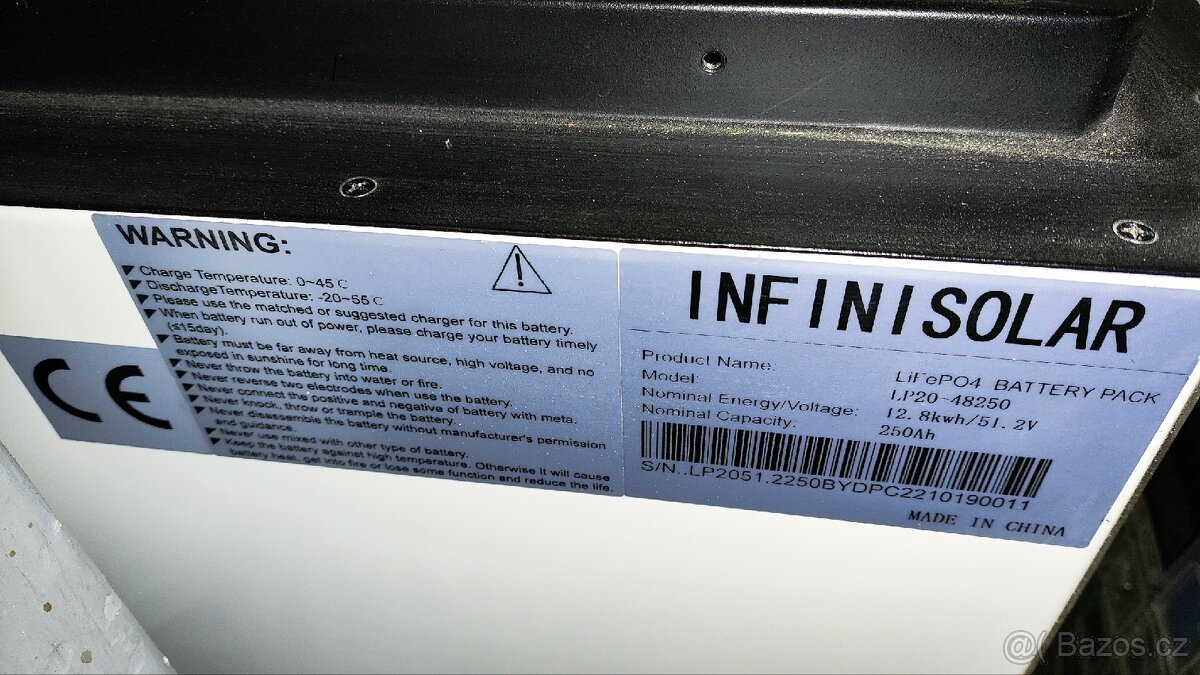 WARNING:
Charge Temperature: 0~45℃
DischargeTemperature: -20~55℃
Please use the matched or suggested charger for this battery.
When battery run out of power, please charge your battery timely
(≤15day).
Battery must be far away from heat source, high voltage, and no
exposed in sunshine for long time.
Never throw the battery into water or fire.
Never reverse two electrodes when use the battery.
Never connect the positive and negative of battery with meta.
Never knock, throw or trample the battery.
Never disassemble the battery without manufacturer's permission
and guidance.
Never use mixed with other type of battery.
Keep the battery against high temperature. Otherwise it will cause
battery heat, get into fire or lose some function and reduce the life.
CE
INFINISOLAR
Product Name: LiFePO4 BATTERY PACK
Model: LP20-48250
Nominal Energy/Voltage: 12.8kwh/51.2V
Nominal Capacity: 250Ah
S/N.:LP2051.2250BYDPC2210190011
MADE IN CHINA
@( Bazos.cz